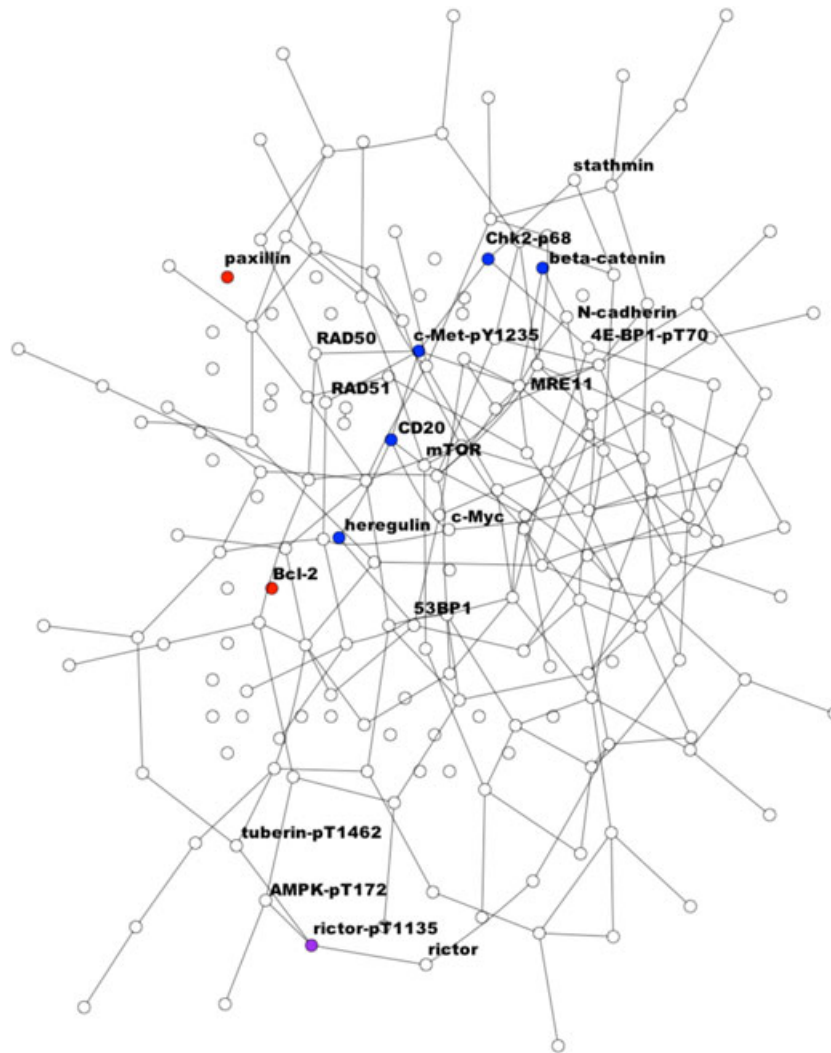 stathmin
Chk2-p68
beta-catenin
paxillin
N-cadherin
RAD50
c-Met-pY1235
4E-BP1-pT70
RAD51
MRE11
CD20
mTOR
heregulin
c-Myc
Bcl-2
53BP1
tuberin-pT1462
AMPK-pT172
rictor-pT1135
rictor